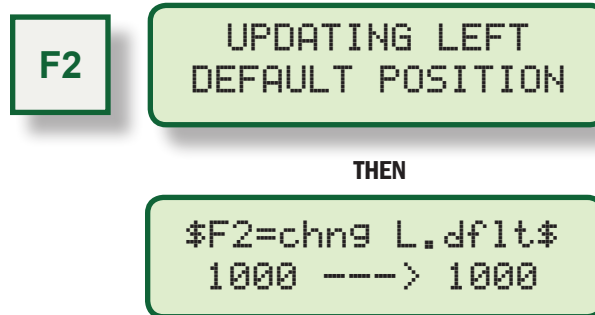 F2
UPDATING LEFT
DEFAULT POSITION
THEN
$F2=chng L.dflt$
1000 ---> 1000